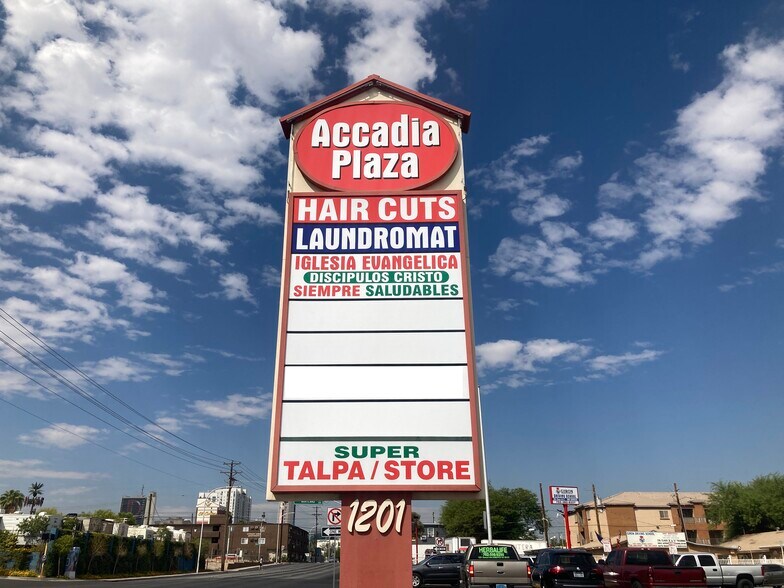 Accadia
Plaza
HAIR CUTS
LAUNDROMAT
IGLESIA EVANGELICA
DISCIPULOS CRISTO
SIEMPRE SALUDABLES
SUPER
TALPA / STORE
1201
HERBALIFE